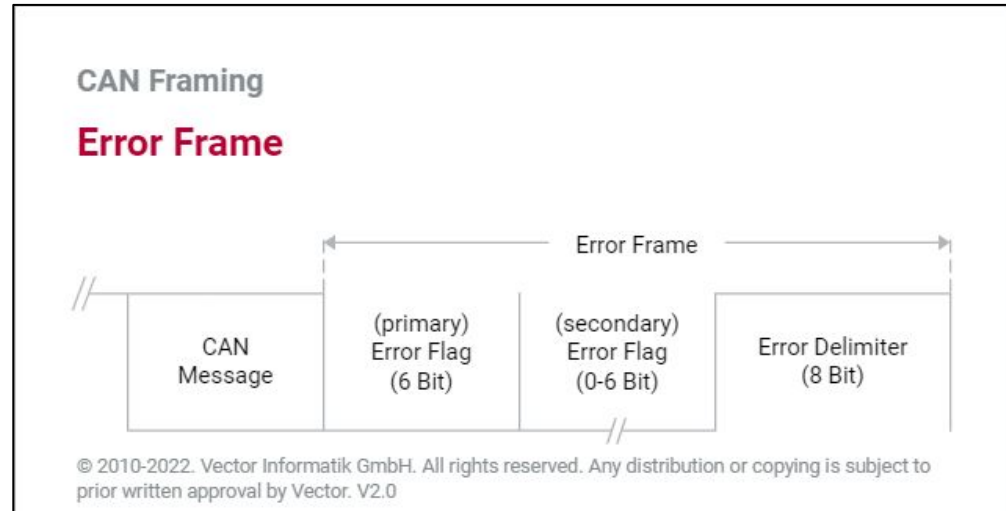 CAN Framing
Error Frame
Error Frame
CAN
Message
(primary)
Error Flag
(6 Bit)
(secondary)
Error Flag
(0-6 Bit)
Error Delimiter
(8 Bit)
© 2010-2022. Vector Informatik GmbH. All rights reserved. Any distribution or copying is subject to
prior written approval by Vector. V2.0